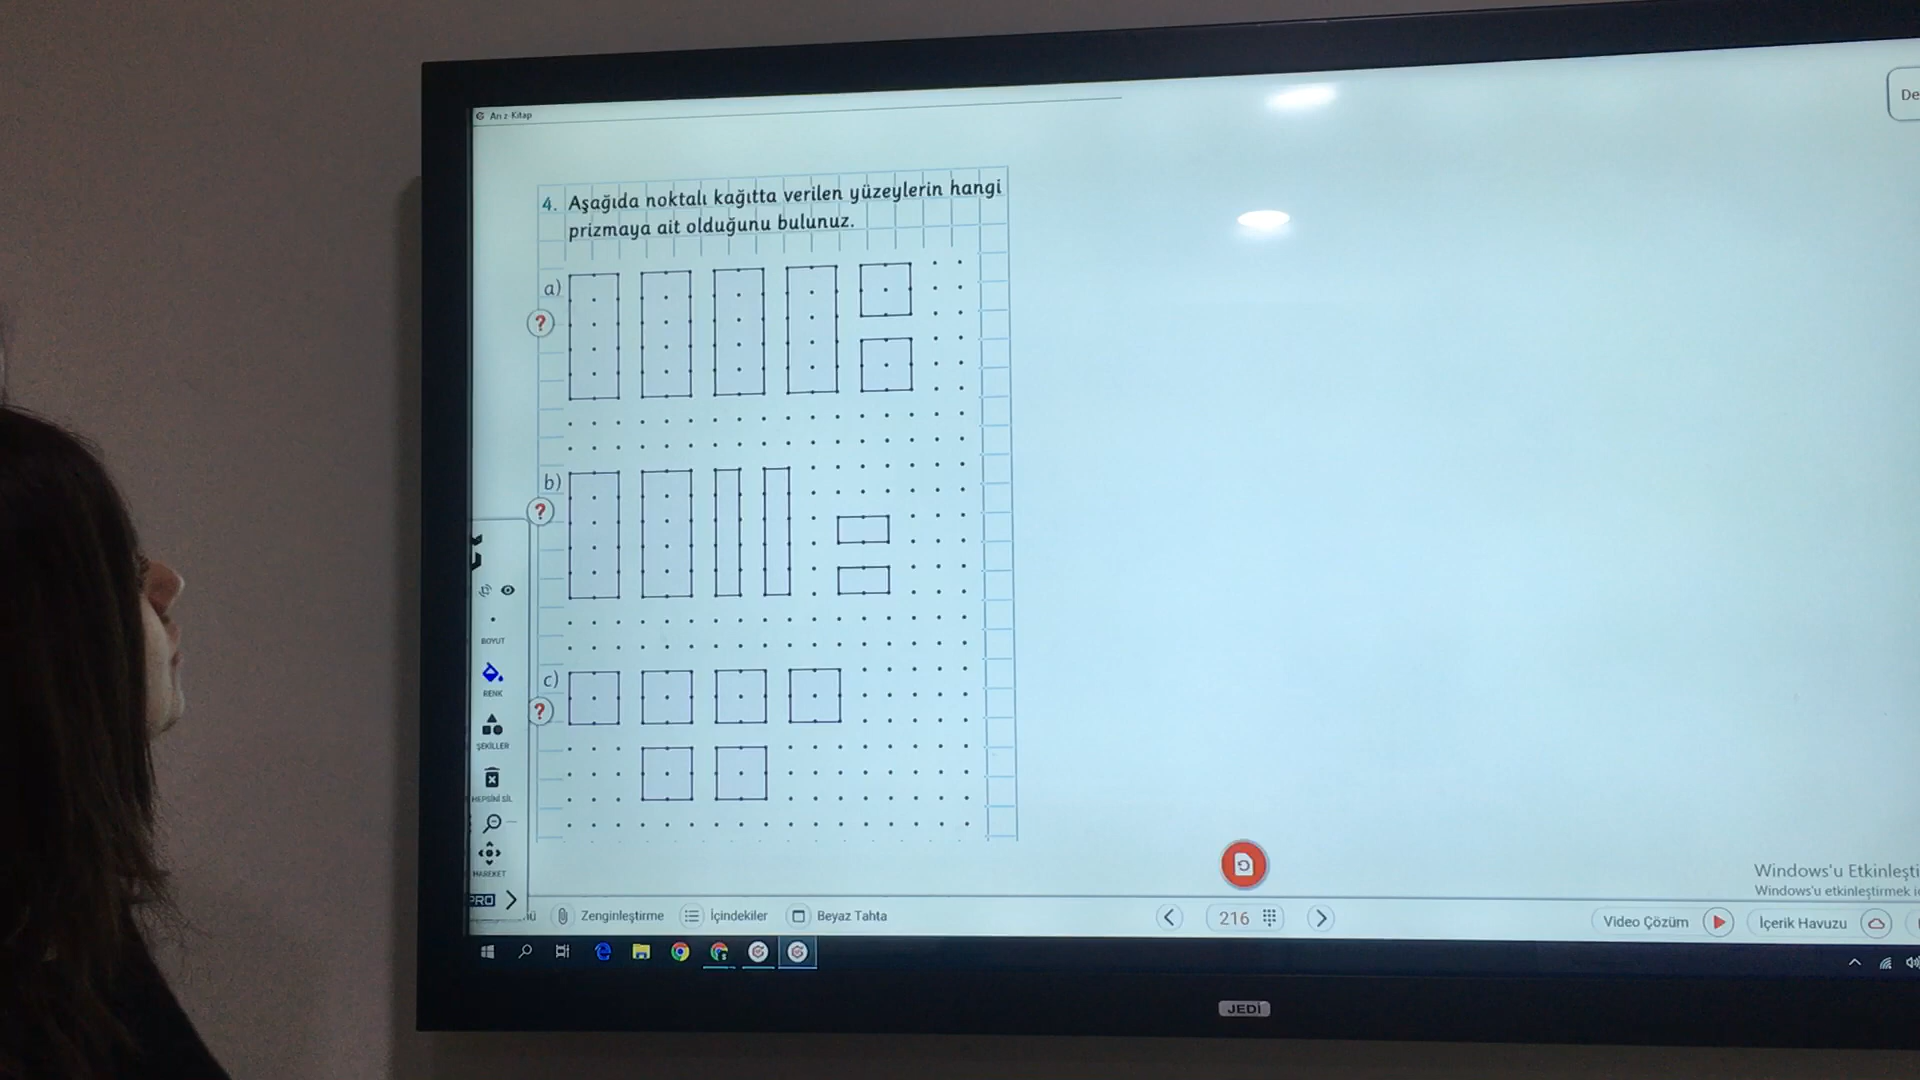 Arı z-Kitap
De
4. Aşağıda noktalı kağıtta verilen yüzeylerin hangi
prizmaya ait olduğunu bulunuz.
a)
?
b)
?
c)
?
BOYUT
RENK
ŞEKİLLER
HEPSİNİ SİL
HAREKET
PRO
Zenginleştirme
İçindekiler
Beyaz Tahta
216
Video Çözüm
İçerik Havuzu
Windows'u Etkinleşti
Windows'u etkinleştirmek i
JEDİ